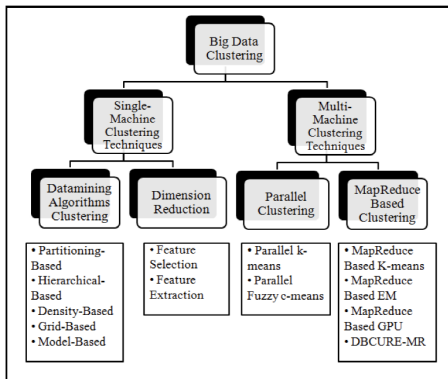 Big Data
Clustering
Single-
Machine
Clustering
Techniques
Multi-
Machine
Clustering
Techniques
Datamining
Algorithms
Clustering
Dimension
Reduction
Parallel
Clustering
MapReduce
Based
Clustering
• Partitioning-
Based
• Hierarchical-
Based
• Density-Based
• Grid-Based
• Model-Based
• Feature
Selection
• Feature
Extraction
• Parallel k-
means
• Parallel
Fuzzy c-means
• MapReduce
Based K-means
• MapReduce
Based EM
• MapReduce
Based GPU
• DBCURE-MR